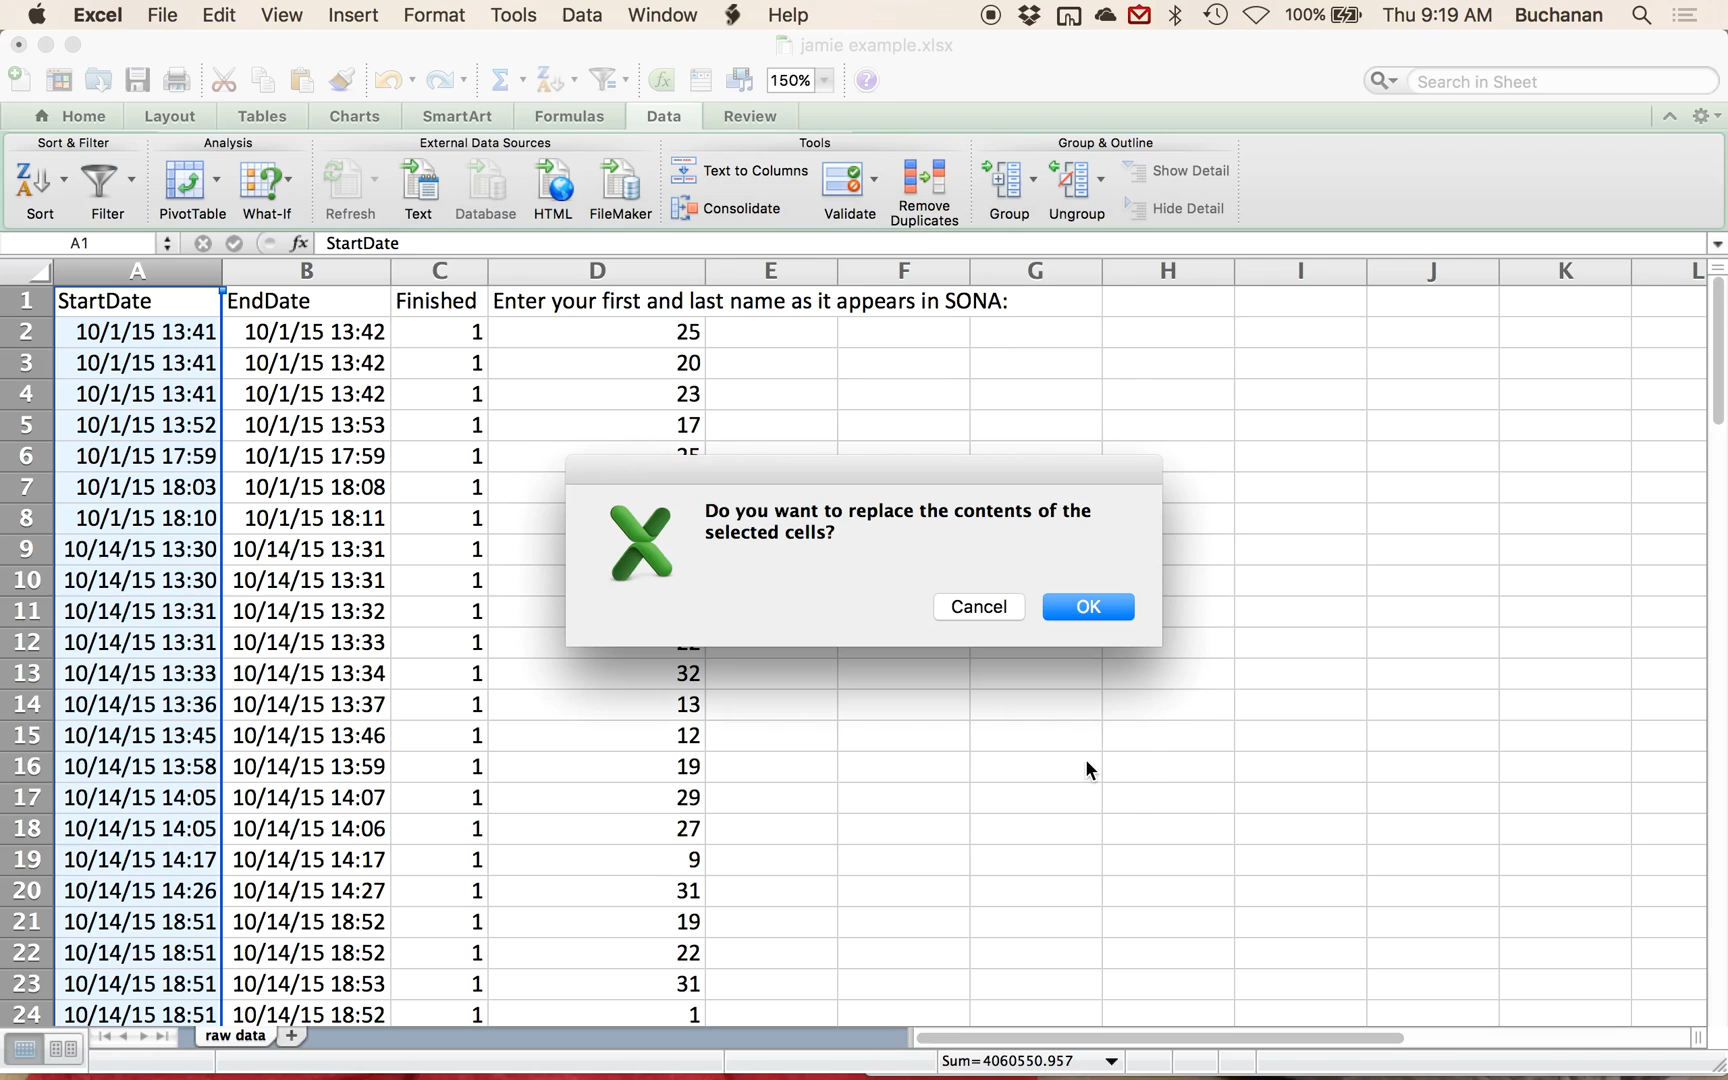 Excel File Edit View Insert Format Tools Data Window Help 100% Thu 9:19 AM Buchanan
jamie example.xlsx
150% Search in Sheet
Home Layout Tables Charts SmartArt Formulas Data Review
Sort & Filter Analysis External Data Sources Tools Group & Outline
Text to Columns Show Detail
Consolidate Hide Detail
Sort Filter PivotTable What-If Refresh Text Database HTML FileMaker Validate Remove Duplicates Group Ungroup
A1 fx StartDate
A B C D E F G H I J K L
1 StartDate EndDate Finished Enter your first and last name as it appears in SONA:
2 10/1/15 13:41 10/1/15 13:42 1 25
3 10/1/15 13:41 10/1/15 13:42 1 20
4 10/1/15 13:41 10/1/15 13:42 1 23
5 10/1/15 13:52 10/1/15 13:53 1 17
6 10/1/15 17:59 10/1/15 17:59 1
7 10/1/15 18:03 10/1/15 18:08 1
8 10/1/15 18:10 10/1/15 18:11 1
Do you want to replace the contents of the
selected cells?
Cancel OK
9 10/14/15 13:30 10/14/15 13:31 1
10 10/14/15 13:30 10/14/15 13:31 1
11 10/14/15 13:31 10/14/15 13:32 1
12 10/14/15 13:31 10/14/15 13:33 1
13 10/14/15 13:33 10/14/15 13:34 1 32
14 10/14/15 13:36 10/14/15 13:37 1 13
15 10/14/15 13:45 10/14/15 13:46 1 12
16 10/14/15 13:58 10/14/15 13:59 1 19
17 10/14/15 14:05 10/14/15 14:07 1 29
18 10/14/15 14:05 10/14/15 14:06 1 27
19 10/14/15 14:17 10/14/15 14:17 1 9
20 10/14/15 14:26 10/14/15 14:27 1 31
21 10/14/15 18:51 10/14/15 18:52 1 19
22 10/14/15 18:51 10/14/15 18:52 1 22
23 10/14/15 18:51 10/14/15 18:53 1 31
24 10/14/15 18:51 10/14/15 18:52 1 1
raw data
Sum=4060550.957